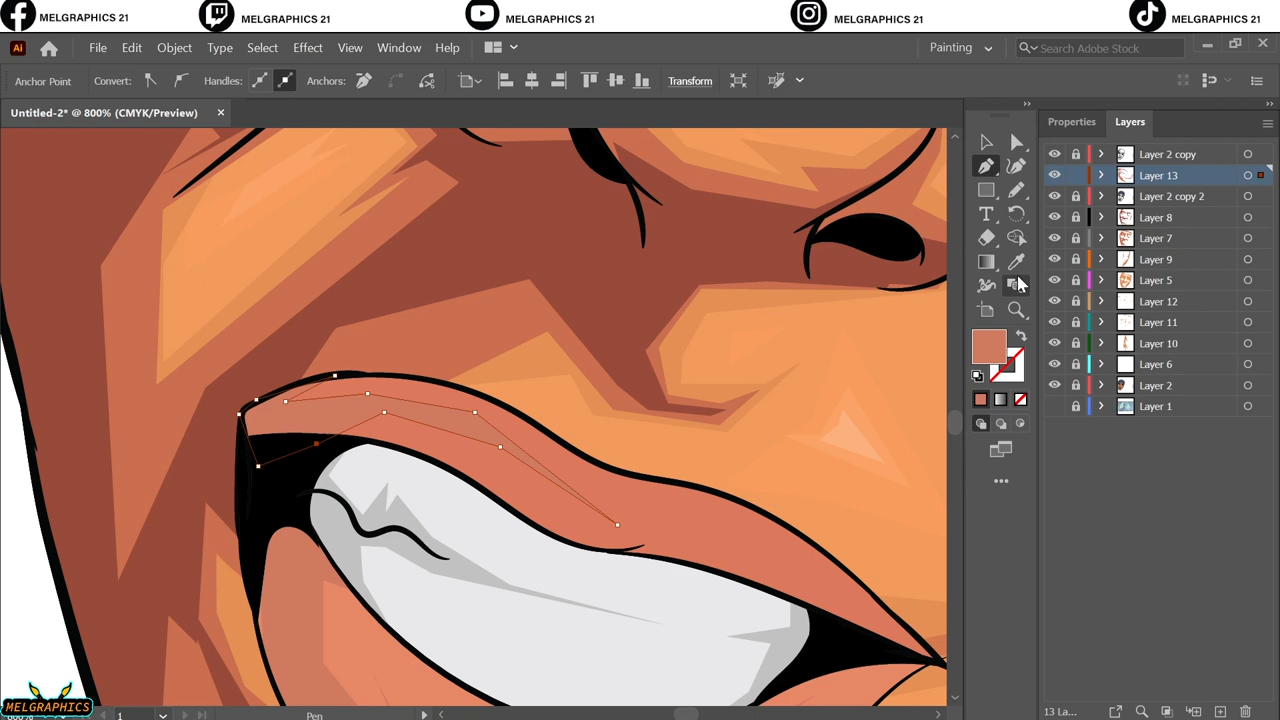 MELGRAPHICS 21 MELGRAPHICS 21 MELGRAPHICS 21 MELGRAPHICS 21 MELGRAPHICS 21
Ai File Edit Object Type Select Effect View Window Help Painting Search Adobe Stock
Anchor Point Convert: Handles: Anchors: Transform
Untitled-2* @ 800% (CMYK/Preview)
Properties Layers
Layer 2 copy
Layer 13
Layer 2 copy 2
Layer 8
Layer 7
Layer 9
Layer 5
Layer 12
Layer 11
Layer 10
Layer 6
Layer 2
Layer 1
MELGRAPHICS
1 Pen 13 La...